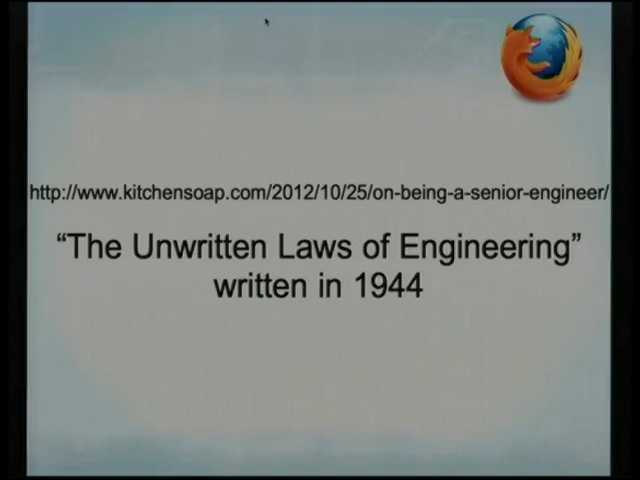 http://www.kitchensoap.com/2012/10/25/on-being-a-senior-engineer/
“The Unwritten Laws of Engineering”
written in 1944